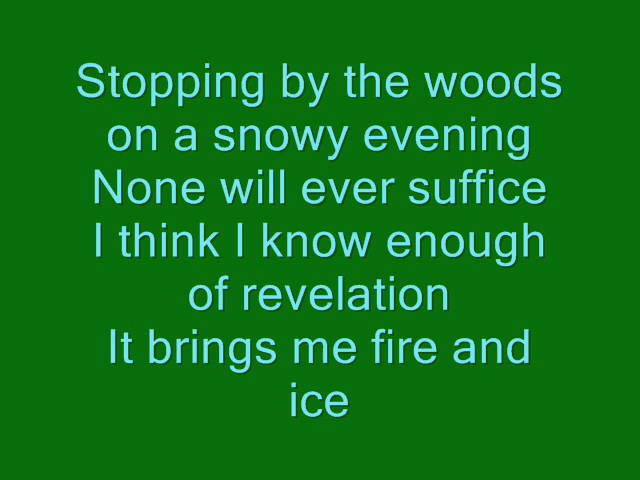 Stopping by the woods
on a snowy evening
None will ever suffice
I think I know enough
of revelation
It brings me fire and
ice